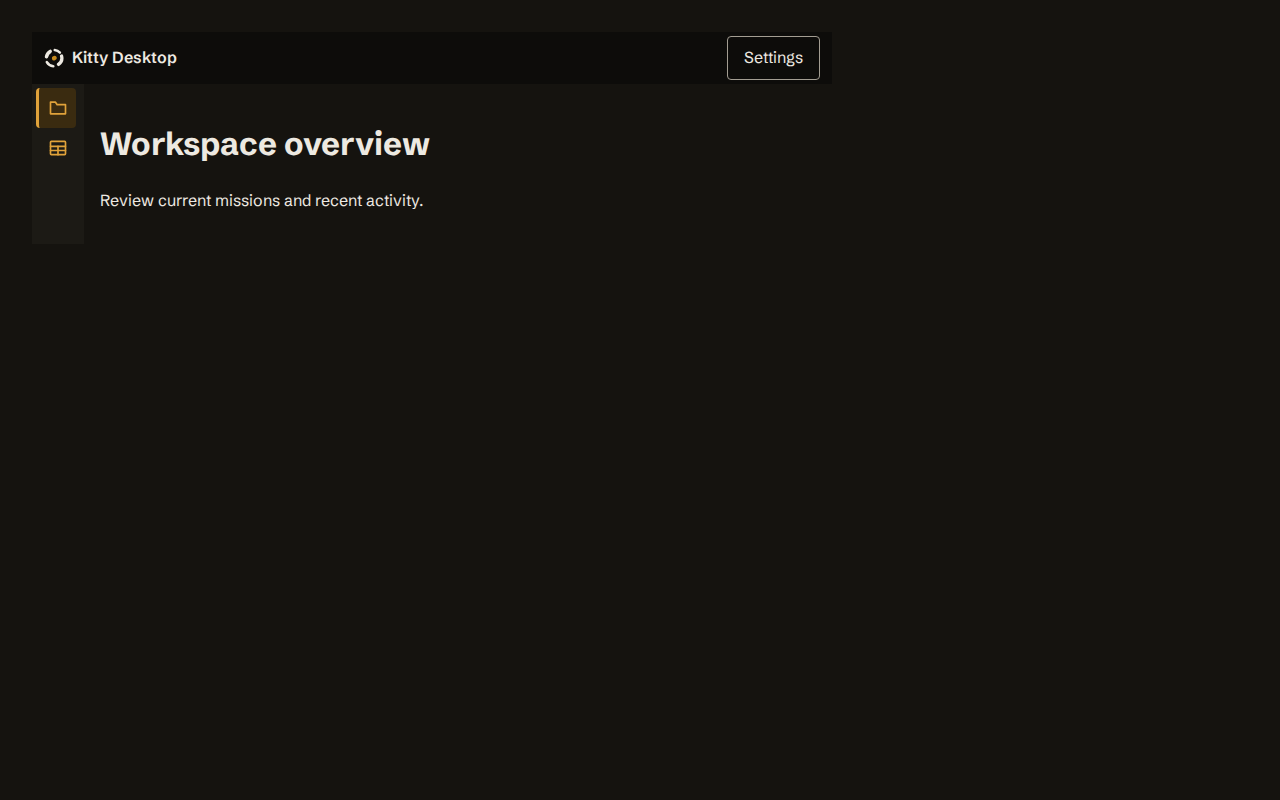 Kitty Desktop
Settings
Workspace overview
Review current missions and recent activity.